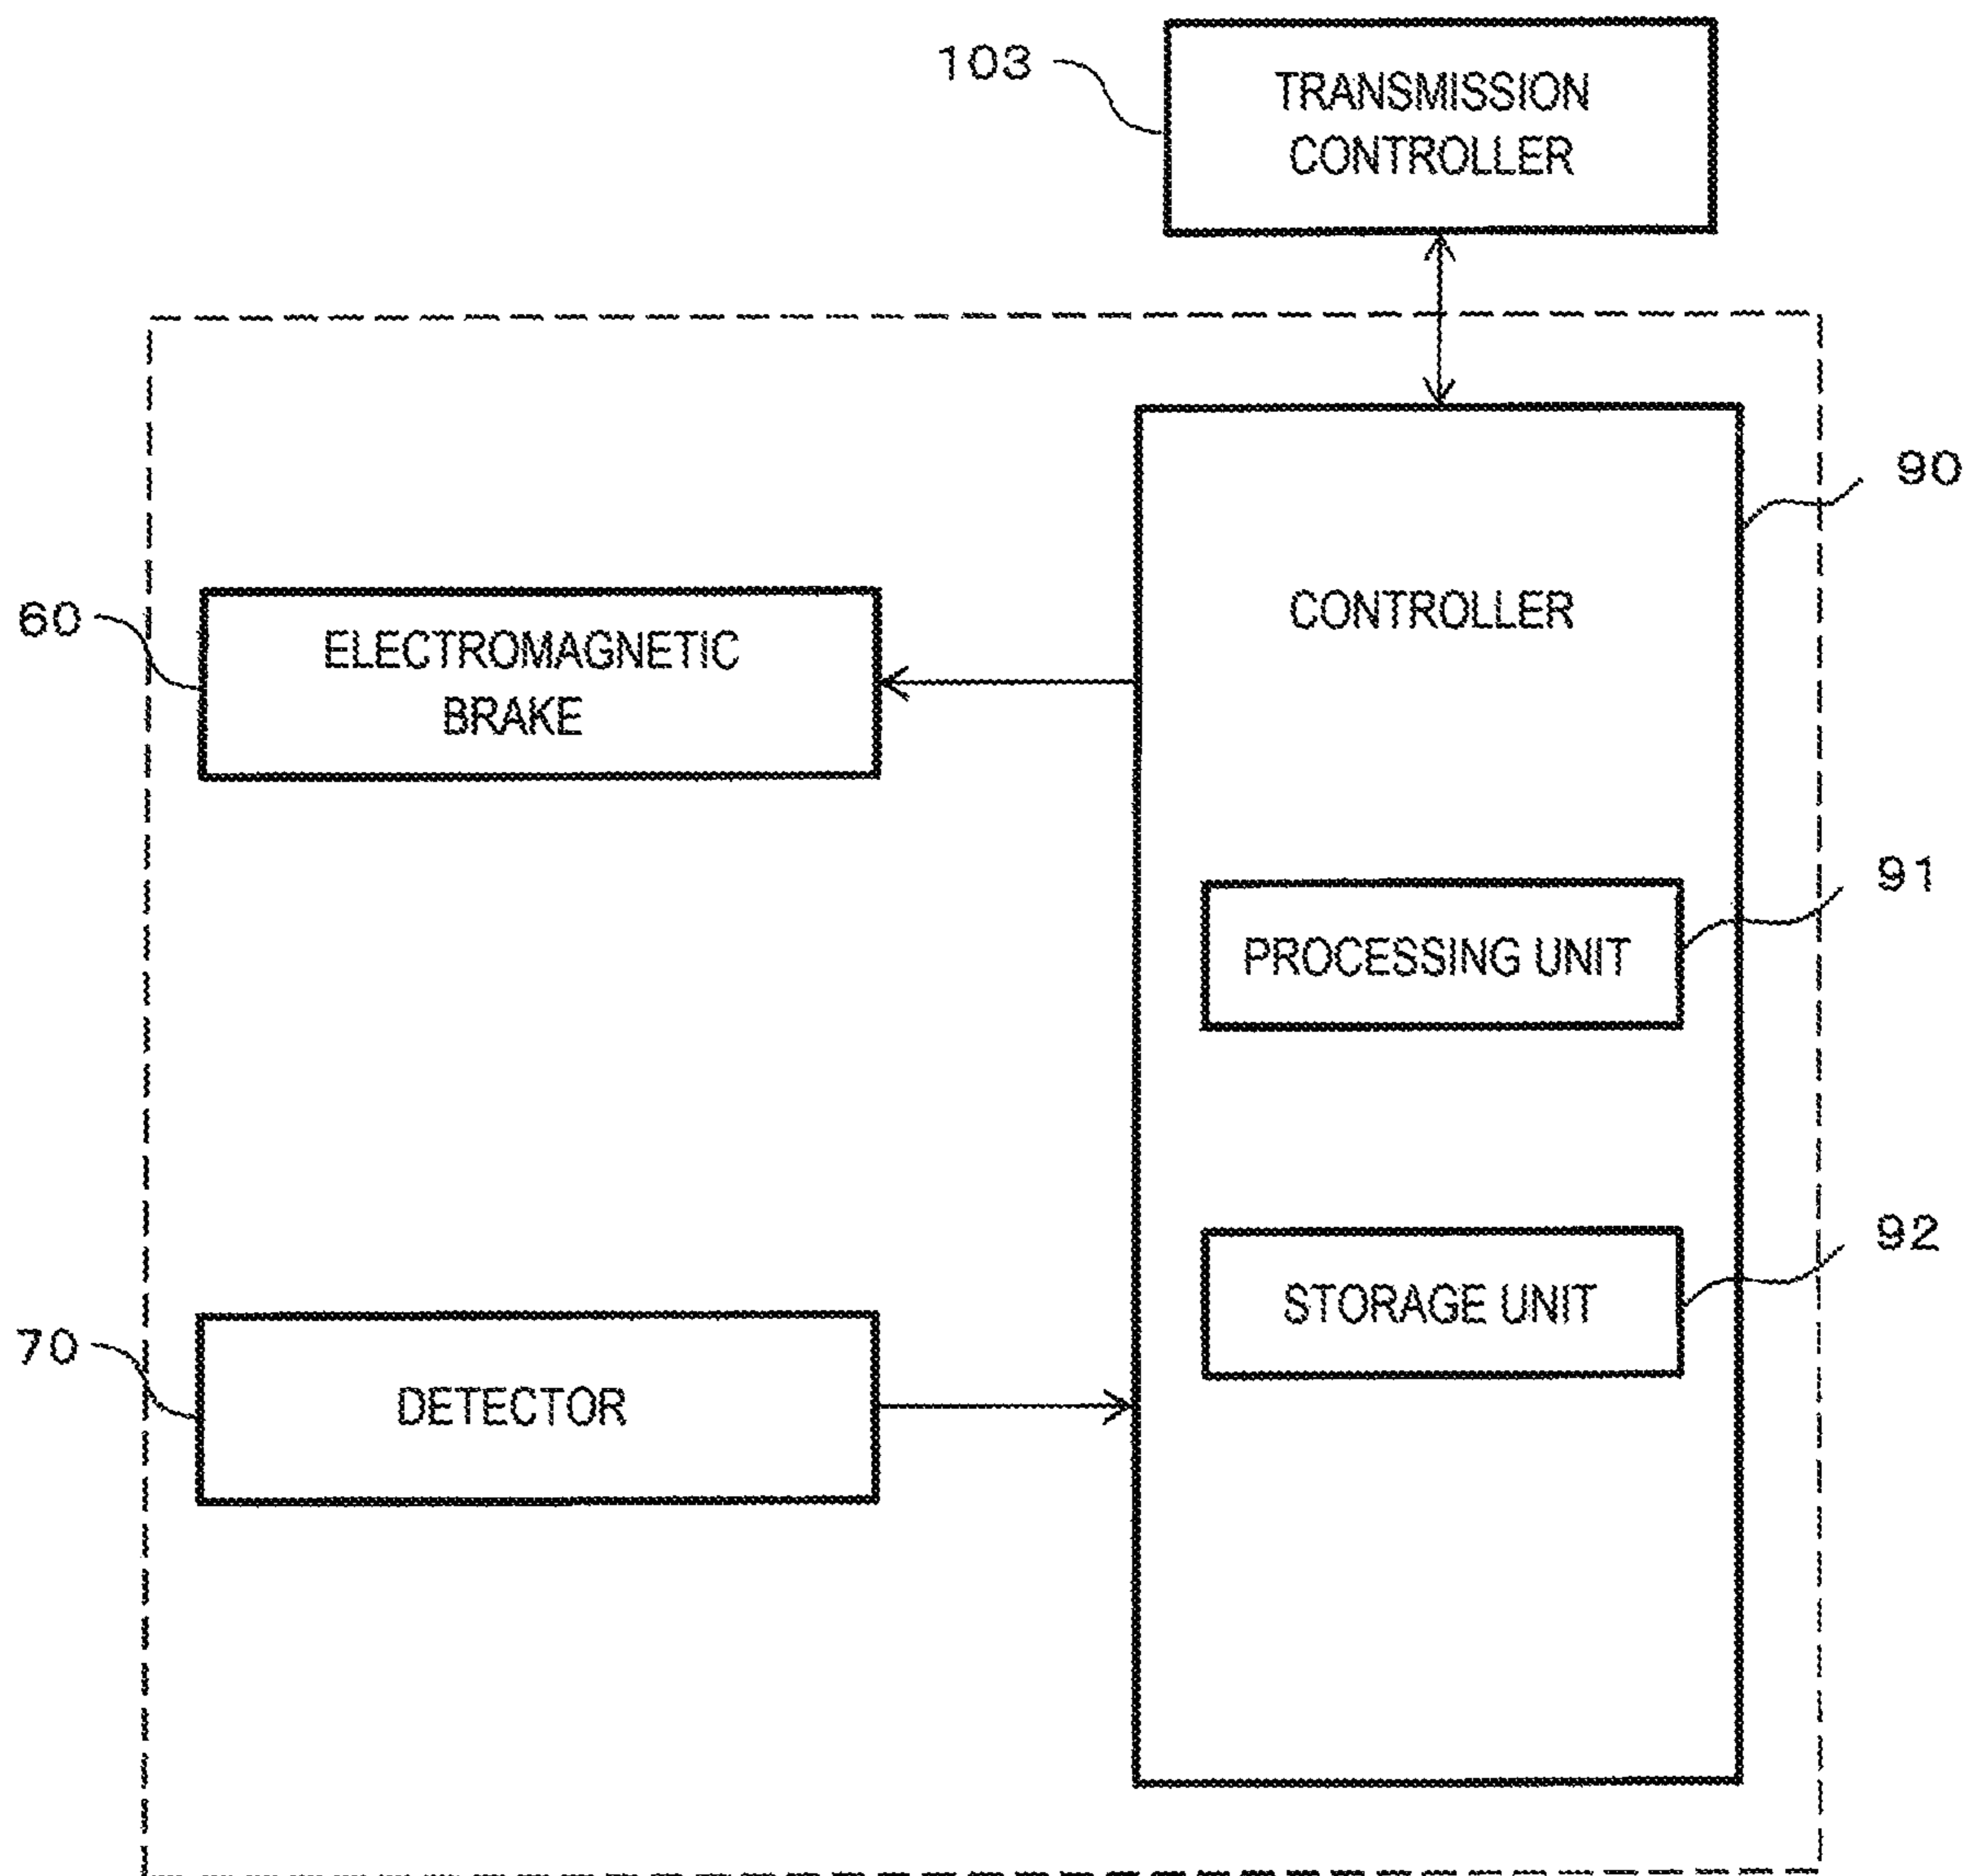 103
TRANSMISSION
CONTROLLER
90
CONTROLLER
60
ELECTROMAGNETIC
BRAKE
91
PROCESSING UNIT
92
STORAGE UNIT
70
DETECTOR